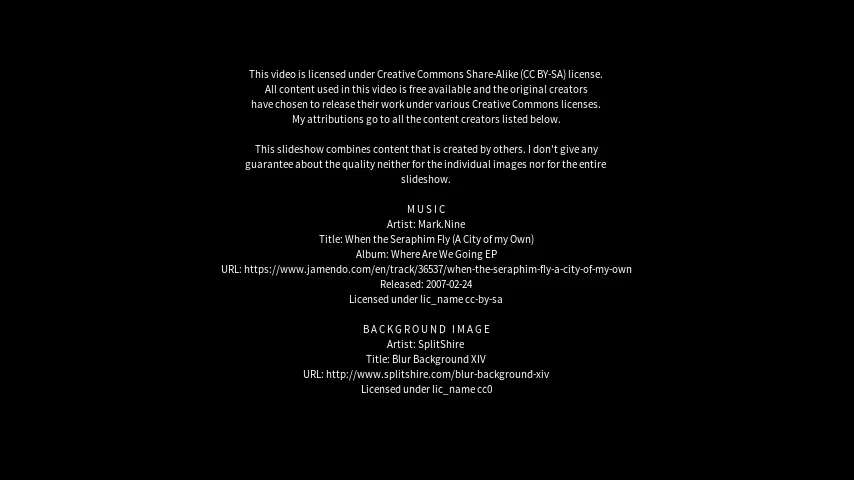 This video is licensed under Creative Commons Share-Alike (CC BY-SA) license.
All content used in this video is free available and the original creators
have chosen to release their work under various Creative Commons licenses.
My attributions go to all the content creators listed below.
This slideshow combines content that is created by others. I don't give any
guarantee about the quality neither for the individual images nor for the entire
slideshow.
MUSIC
Artist: Mark.Nine
Title: When the Seraphim Fly (A City of my Own)
Album: Where Are We Going EP
URL: https://www.jamendo.com/en/track/36537/when-the-seraphim-fly-a-city-of-my-own
Released: 2007-02-24
Licensed under lic_name cc-by-sa
BACKGROUND IMAGE
Artist: SplitShire
Title: Blur Background XIV
URL: http://www.splitshire.com/blur-background-xiv
Licensed under lic_name cc0